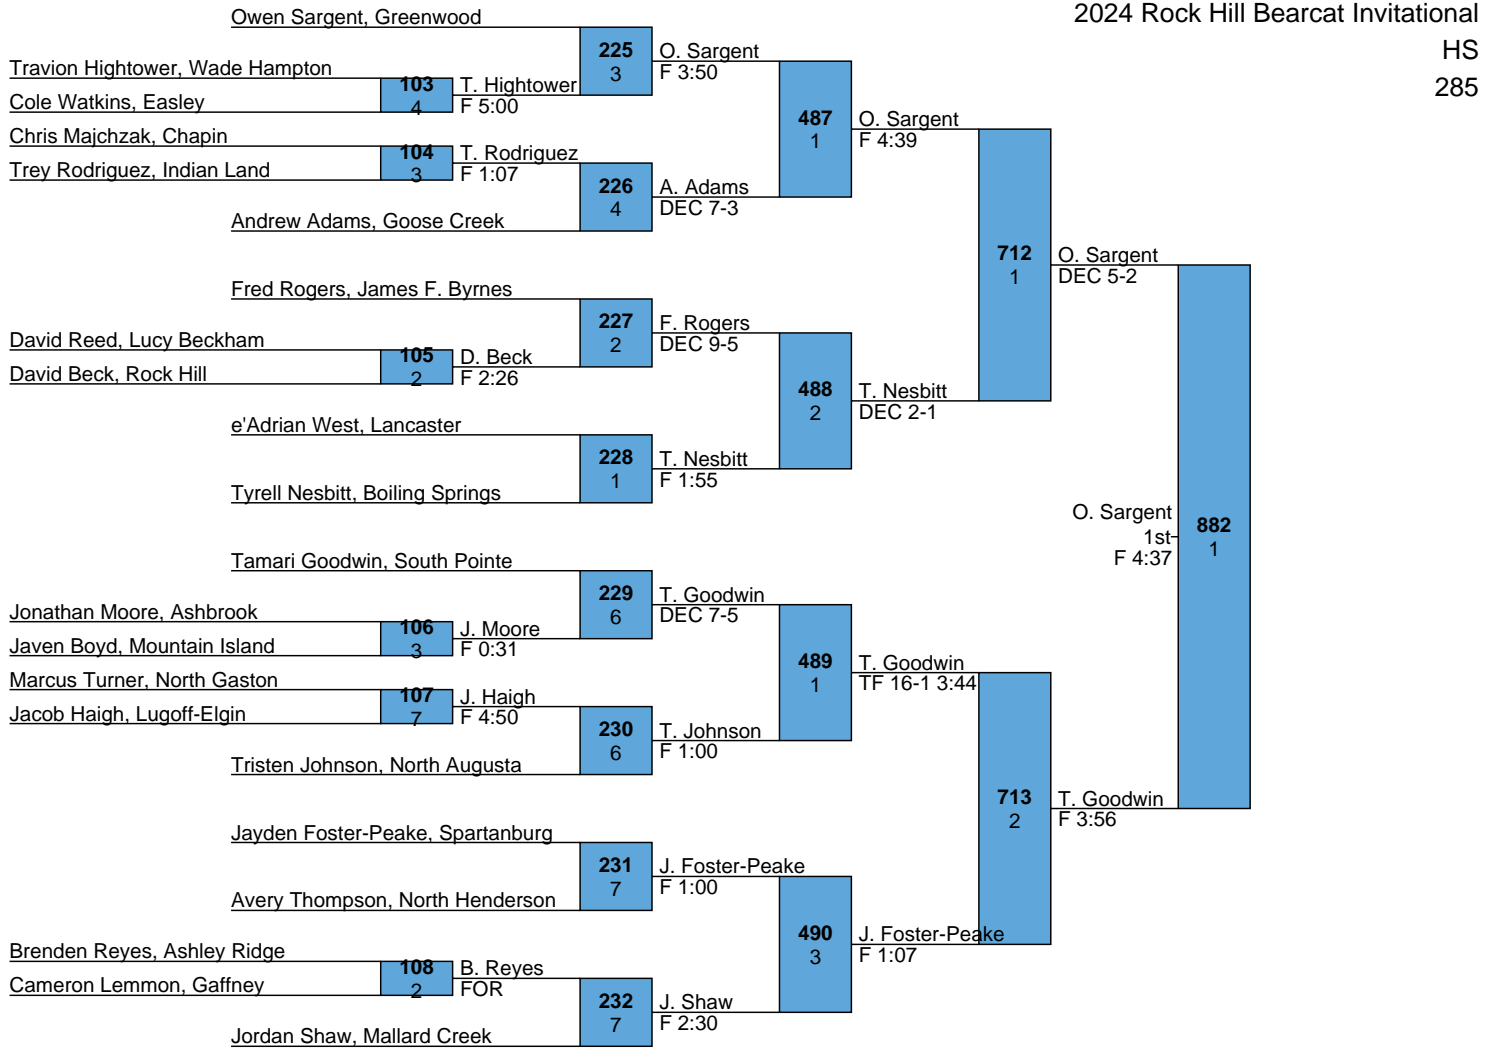 2024 Rock Hill Bearcat Invitational
HS
285
Owen Sargent, Greenwood
Travion Hightower, Wade Hampton
Cole Watkins, Easley
Chris Majchzak, Chapin
Trey Rodriguez, Indian Land
Andrew Adams, Goose Creek
Fred Rogers, James F. Byrnes
David Reed, Lucy Beckham
David Beck, Rock Hill
e'Adrian West, Lancaster
Tyrell Nesbitt, Boiling Springs
Tamari Goodwin, South Pointe
Jonathan Moore, Ashbrook
Javen Boyd, Mountain Island
Marcus Turner, North Gaston
Jacob Haigh, Lugoff-Elgin
Tristen Johnson, North Augusta
Jayden Foster-Peake, Spartanburg
Avery Thompson, North Henderson
Brenden Reyes, Ashley Ridge
Cameron Lemmon, Gaffney
Jordan Shaw, Mallard Creek
103
4
T. Hightower
F 5:00
104
3
T. Rodriguez
F 1:07
105
2
D. Beck
F 2:26
106
3
J. Moore
F 0:31
107
7
J. Haigh
F 4:50
108
2
B. Reyes
FOR
225
3
O. Sargent
F 3:50
226
4
A. Adams
DEC 7-3
227
2
F. Rogers
DEC 9-5
228
1
T. Nesbitt
F 1:55
229
6
T. Goodwin
DEC 7-5
230
6
T. Johnson
F 1:00
231
7
J. Foster-Peake
F 1:00
232
7
J. Shaw
F 2:30
487
1
O. Sargent
F 4:39
488
2
T. Nesbitt
DEC 2-1
489
1
T. Goodwin
TF 16-1 3:44
490
3
J. Foster-Peake
F 1:07
712
1
O. Sargent
DEC 5-2
713
2
T. Goodwin
F 3:56
O. Sargent
1st
F 4:37
882
1